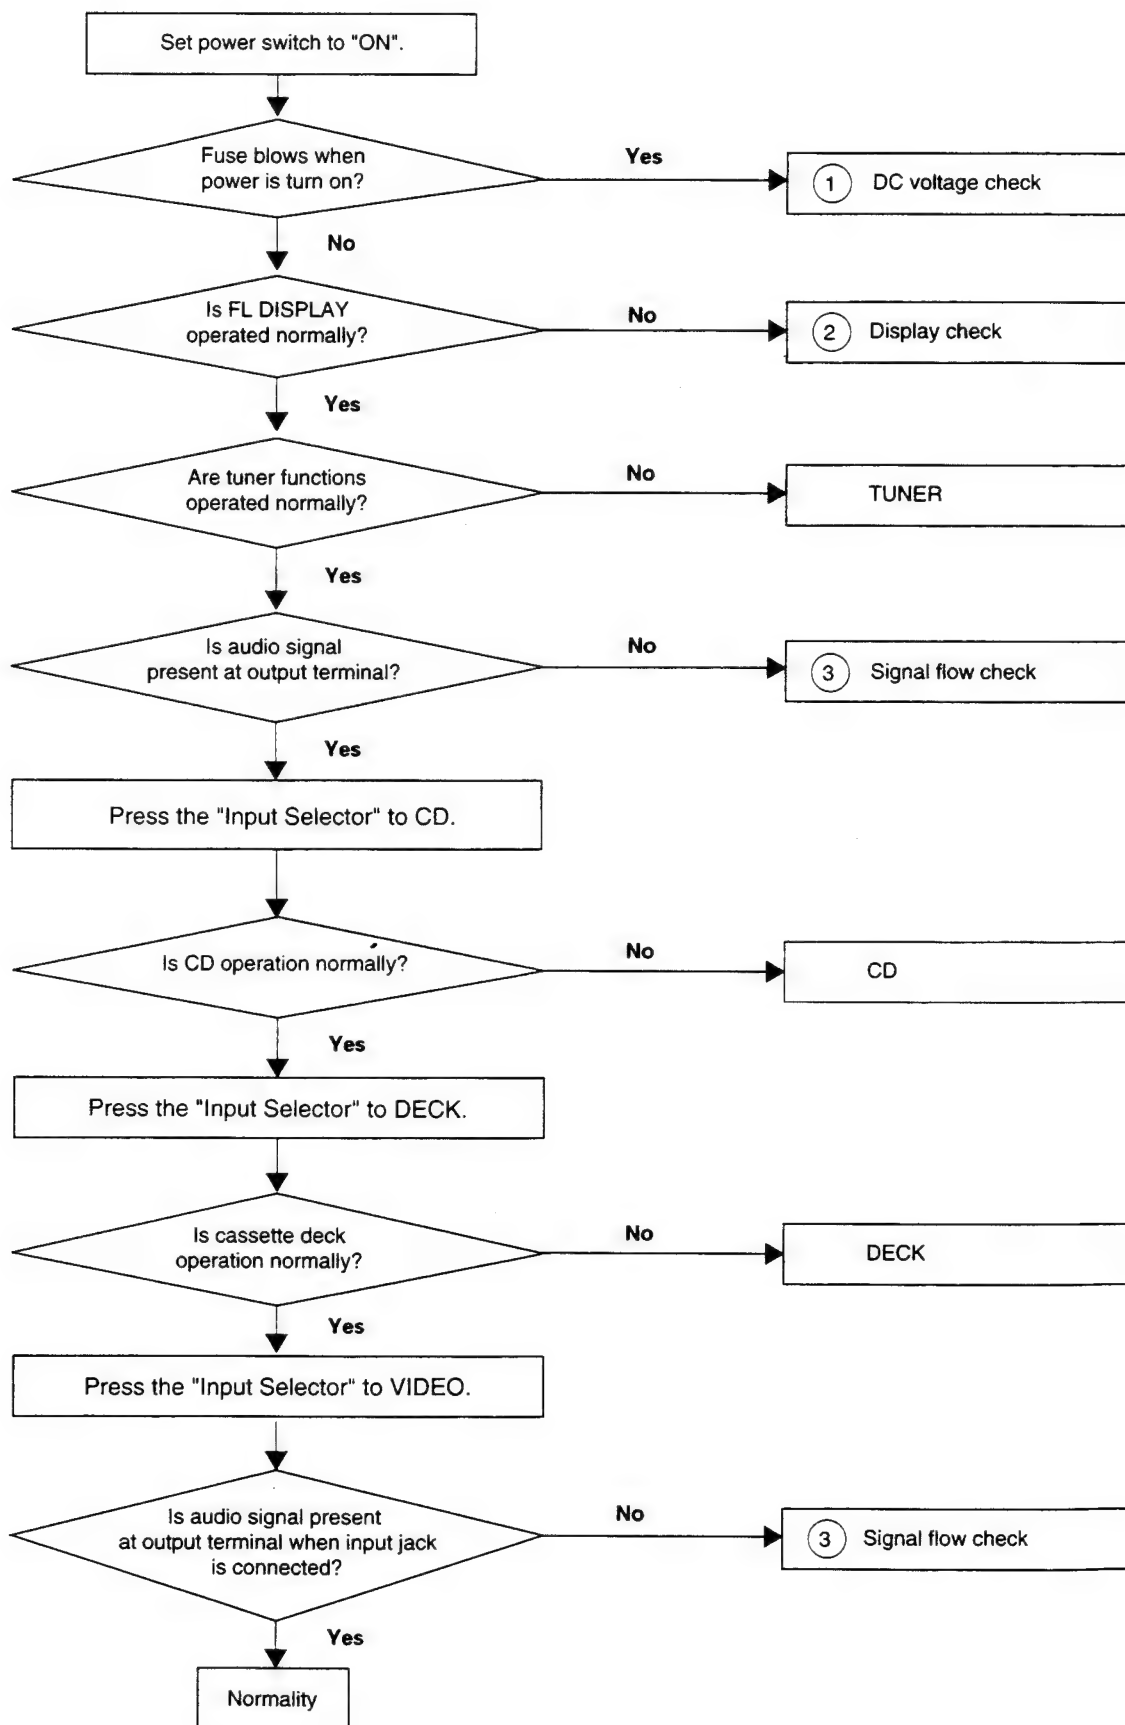 Set power switch to "ON".
Fuse blows when
power is turn on?
Yes
1 DC voltage check
No
Is FL DISPLAY
operated normally?
No
2 Display check
Yes
Are tuner functions
operated normally?
No
TUNER
Yes
Is audio signal
present at output terminal?
No
3 Signal flow check
Yes
Press the "Input Selector" to CD.
Is CD operation normally?
No
CD
Yes
Press the "Input Selector" to DECK.
Is cassette deck
operation normally?
No
DECK
Yes
Press the "Input Selector" to VIDEO.
Is audio signal present
at output terminal when input jack
is connected?
No
3 Signal flow check
Yes
Normality